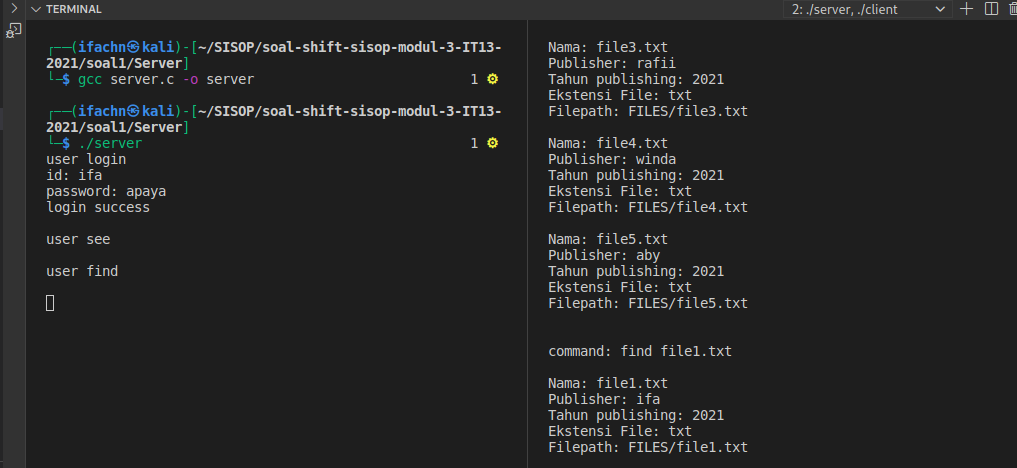 TERMINAL
2: ./server, ./client
┌──(ifachn㉿kali)-[~/SISOP/soal-shift-sisop-modul-3-IT13-
2021/soal1/Server]
└─$ gcc server.c -o server 1 ⚙
┌──(ifachn㉿kali)-[~/SISOP/soal-shift-sisop-modul-3-IT13-
2021/soal1/Server]
└─$ ./server 1 ⚙
user login
id: ifa
password: apaya
login success
user see
user find
Nama: file3.txt
Publisher: rafii
Tahun publishing: 2021
Ekstensi File: txt
Filepath: FILES/file3.txt
Nama: file4.txt
Publisher: winda
Tahun publishing: 2021
Ekstensi File: txt
Filepath: FILES/file4.txt
Nama: file5.txt
Publisher: aby
Tahun publishing: 2021
Ekstensi File: txt
Filepath: FILES/file5.txt
command: find file1.txt
Nama: file1.txt
Publisher: ifa
Tahun publishing: 2021
Ekstensi File: txt
Filepath: FILES/file1.txt